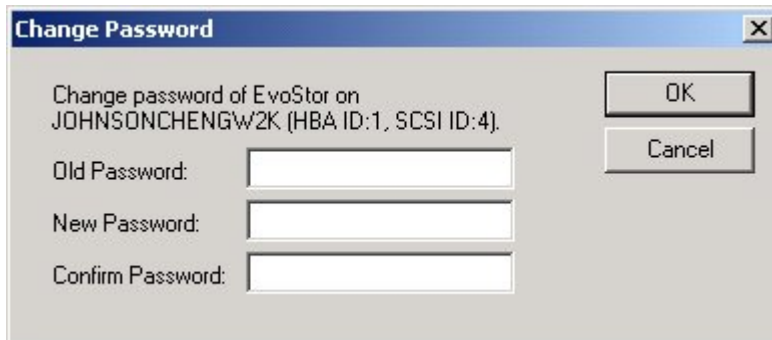 Change Password
Change password of EvoStor on
JOHNSONCHENGW2K (HBA ID:1, SCSI ID:4).
OK
Cancel
Old Password:
New Password:
Confirm Password: